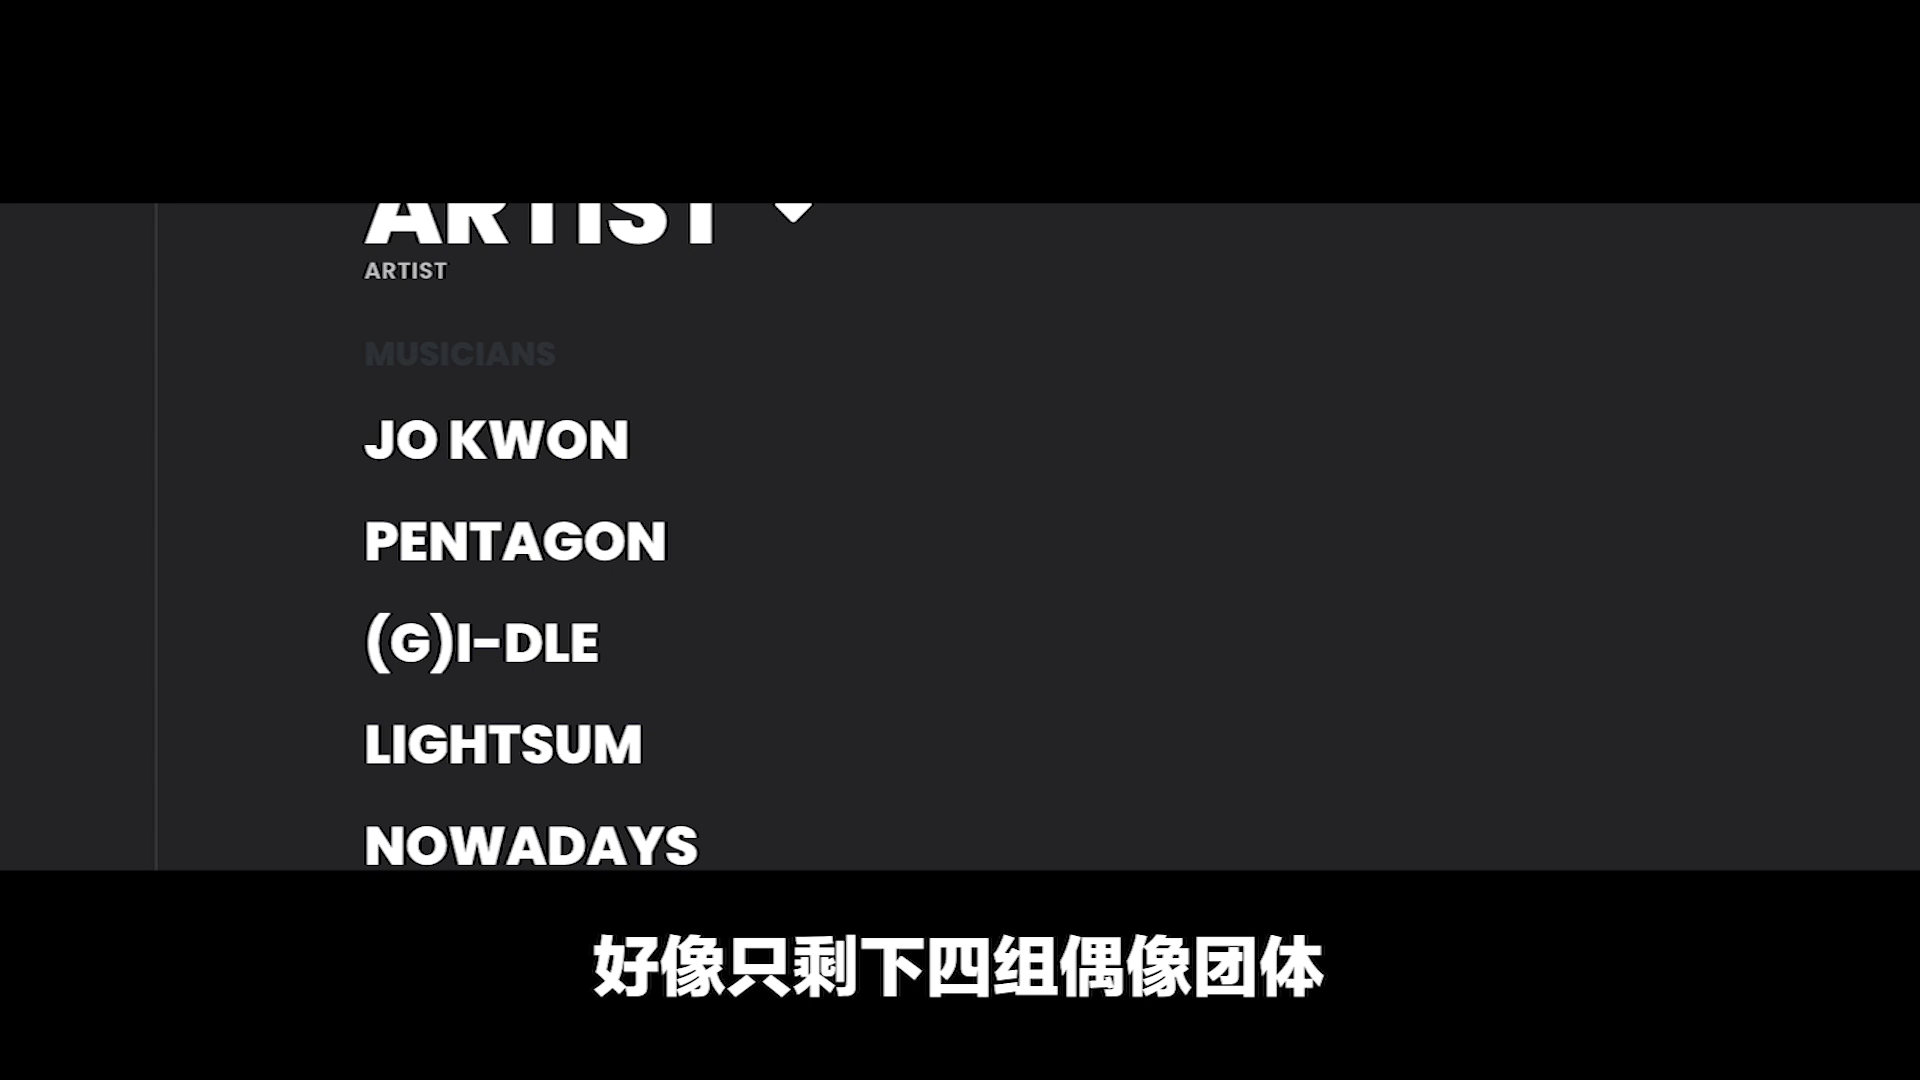 ARTIST
ARTIST
MUSICIANS
JO KWON
PENTAGON
(G)I-DLE
LIGHTSUM
NOWADAYS
好像只剩下四组偶像团体